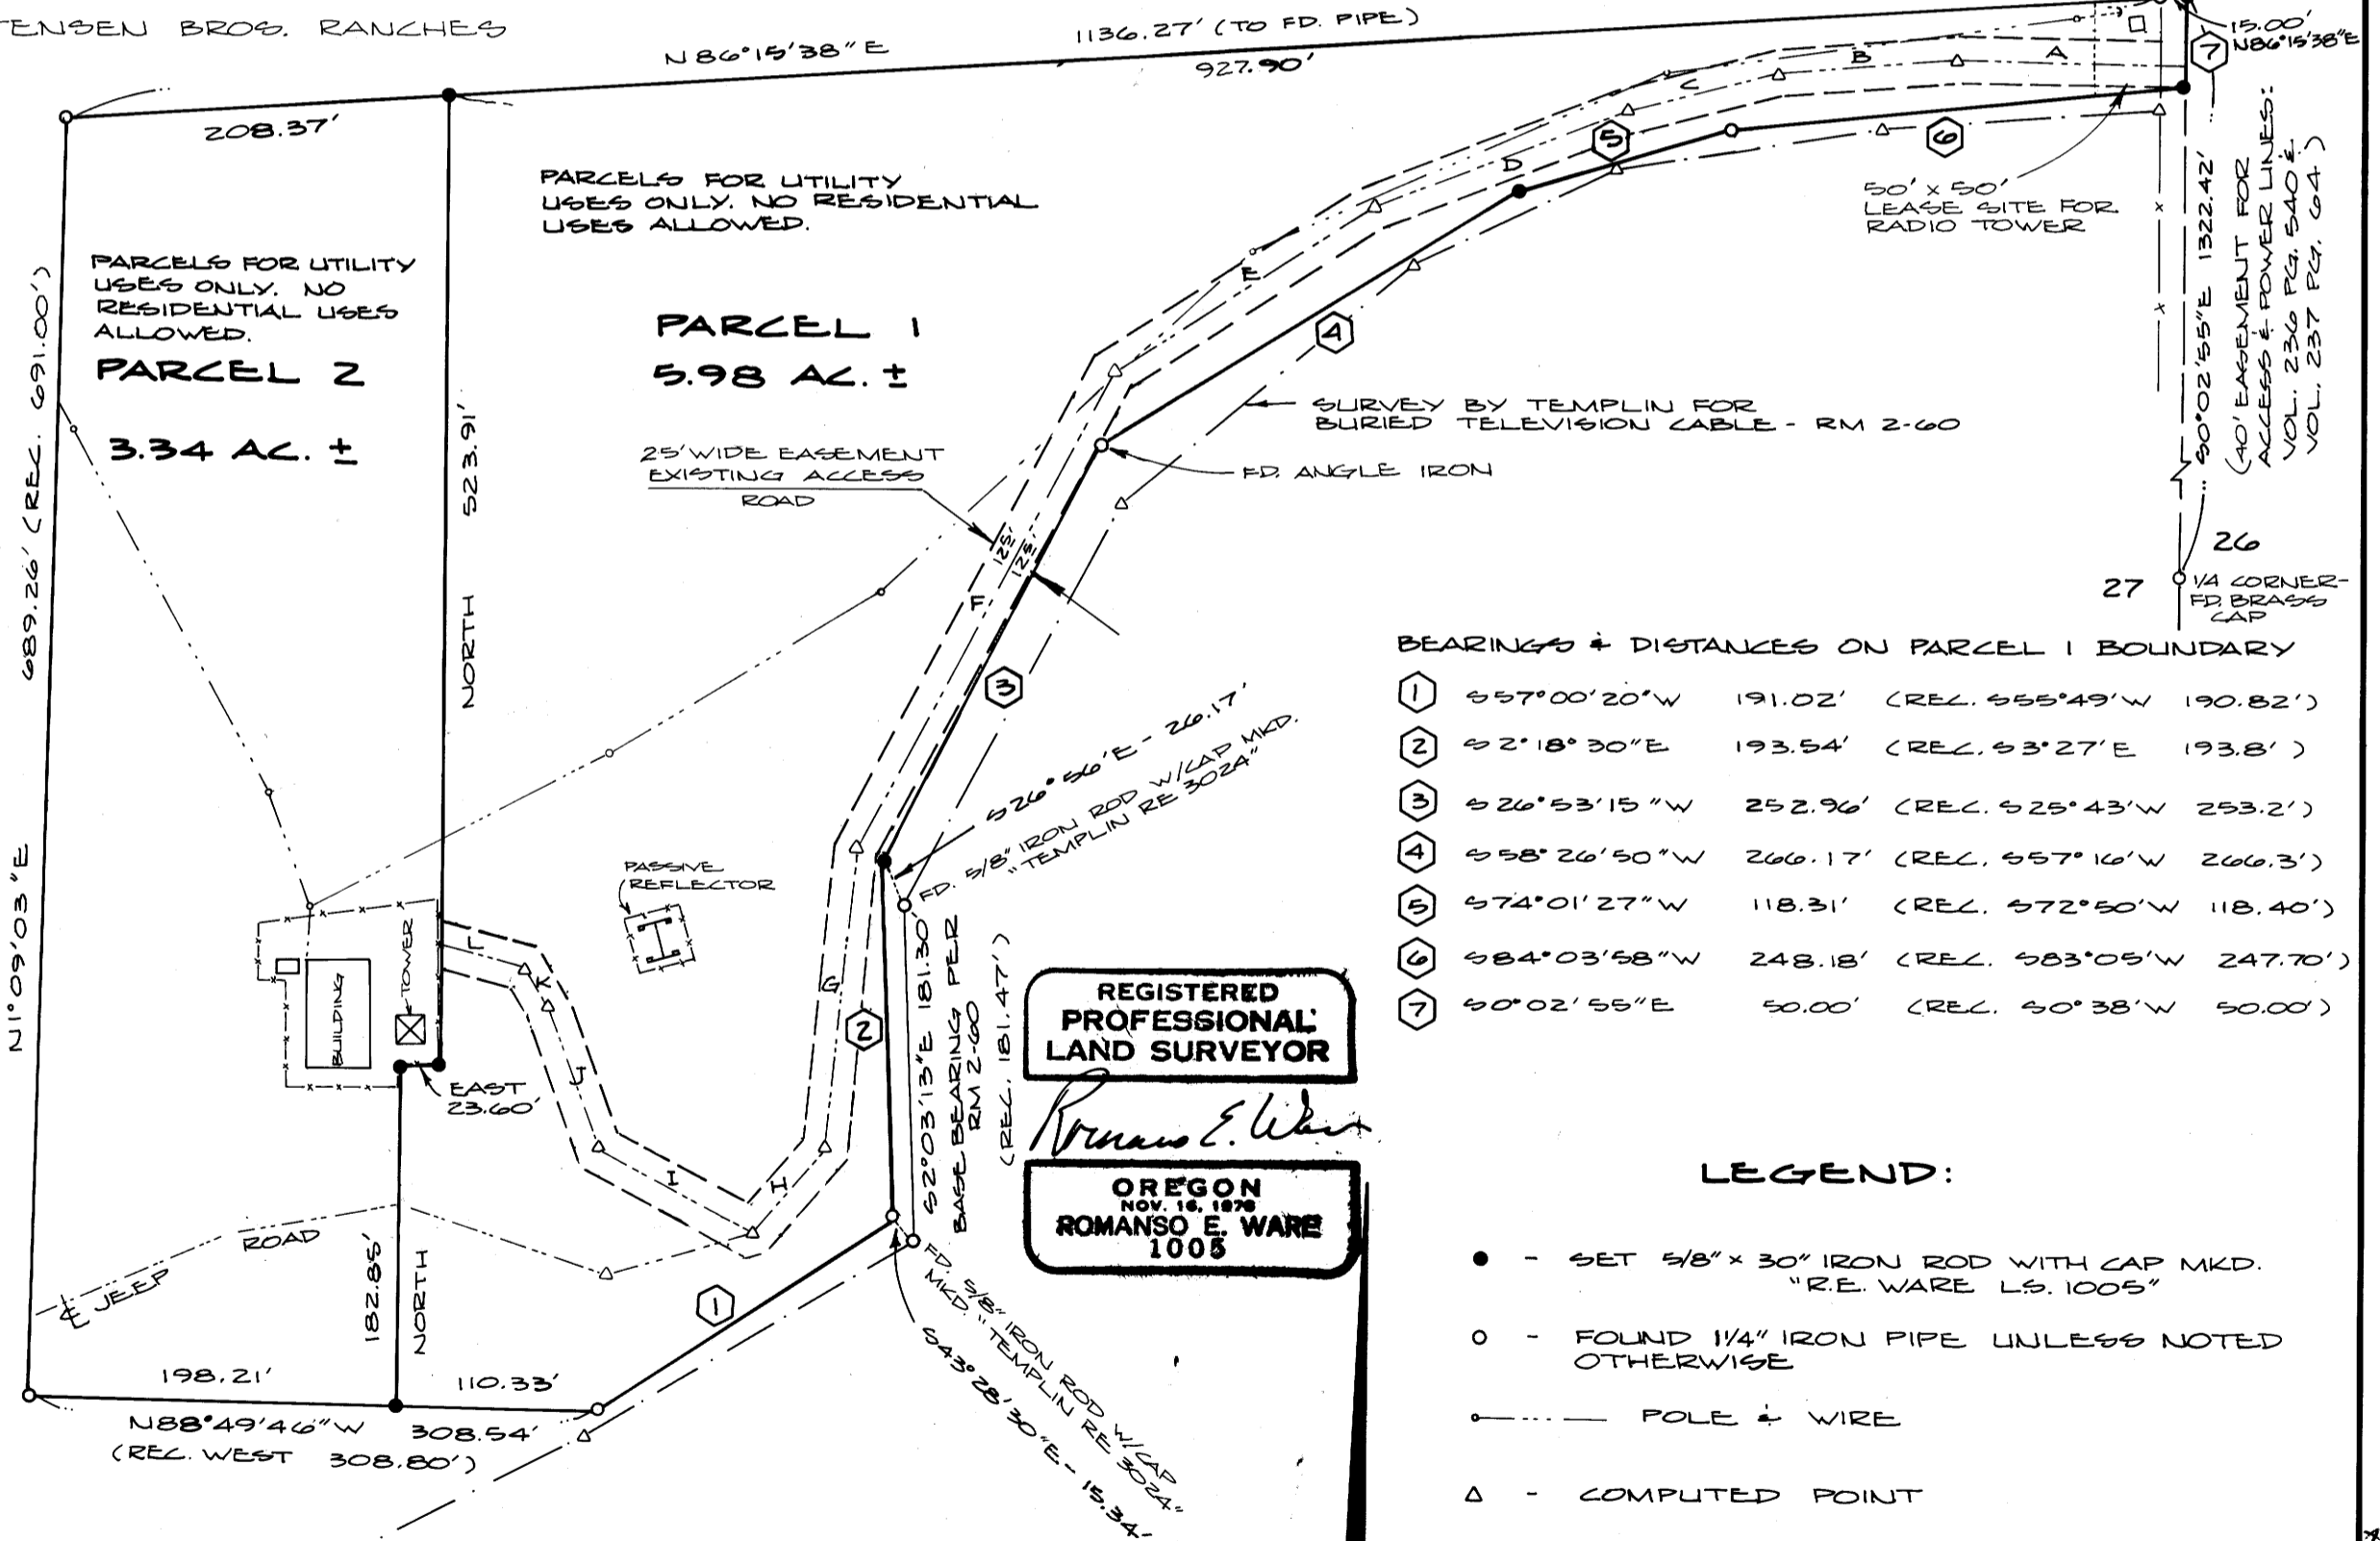 TENSEN BROS. RANCHES
N86°15'38"E
1136.27' (TO FD. PIPE)
927.90'
208.37'
15.00'
N86°15'38"E
7
A
B
C
D
E
F
G
H
I
J
K
L
5
6
4
3
2
1
50' x 50'
LEASE SITE FOR
RADIO TOWER
S0°02'55"E 1322.42'
(40' EASEMENT FOR
ACCESS & POWER LINES:
VOL. 236 PG. 540 &
VOL. 237 PG. 64)
PARCELS FOR UTILITY
USES ONLY. NO RESIDENTIAL
USES ALLOWED.
PARCELS FOR UTILITY
USES ONLY. NO
RESIDENTIAL USES
ALLOWED.
PARCEL 2
3.34 AC. ±
PARCEL 1
5.98 AC. ±
689.26' (REC. 691.00')
N1°09'03"E
523.91'
NORTH
25' WIDE EASEMENT
EXISTING ACCESS
ROAD
12.5'
12.5'
SURVEY BY TEMPLIN FOR
BURIED TELEVISION CABLE - RM 2-60
FD. ANGLE IRON
26
27
1/4 CORNER-
FD. BRASS
CAP
S26°56'E - 26.17'
FD. 5/8" IRON ROD W/CAP MKD.
"TEMPLIN RE 3024"
PASSIVE
REFLECTOR
BUILDING
TOWER
EAST
23.60'
S2°03'13"E 181.30'
BASE BEARING PER
RM 2-60
(REC. 181.47')
ROAD
℄ JEEP
182.85'
NORTH
198.21'
110.33'
N88°49'46"W 308.54'
(REC. WEST 308.80')
FD. 5/8" IRON ROD W/CAP
MKD. "TEMPLIN RE 3024"
S43°28'30"E - 15.34'
BEARINGS & DISTANCES ON PARCEL 1 BOUNDARY
1 S57°00'20"W 191.02' (REC. S55°49'W 190.82')
2 S2°18°30"E 193.54' (REC. S3°27'E 193.8')
3 S26°53'15"W 252.96' (REC. S25°43'W 253.2')
4 S58°26'50"W 266.17' (REC. S57°16'W 266.3')
5 S74°01'27"W 118.31' (REC. S72°50'W 118.40')
6 S84°03'58"W 248.18' (REC. S83°05'W 247.70')
7 S0°02'55"E 50.00' (REC. S0°38'W 50.00')
REGISTERED
PROFESSIONAL
LAND SURVEYOR
Romanso E. Ware
OREGON
NOV. 16, 1976
ROMANSO E. WARE
1005
LEGEND:
- SET 5/8" x 30" IRON ROD WITH CAP MKD.
"R.E. WARE L.S. 1005"
- FOUND 1 1/4" IRON PIPE UNLESS NOTED
OTHERWISE
POLE & WIRE
- COMPUTED POINT